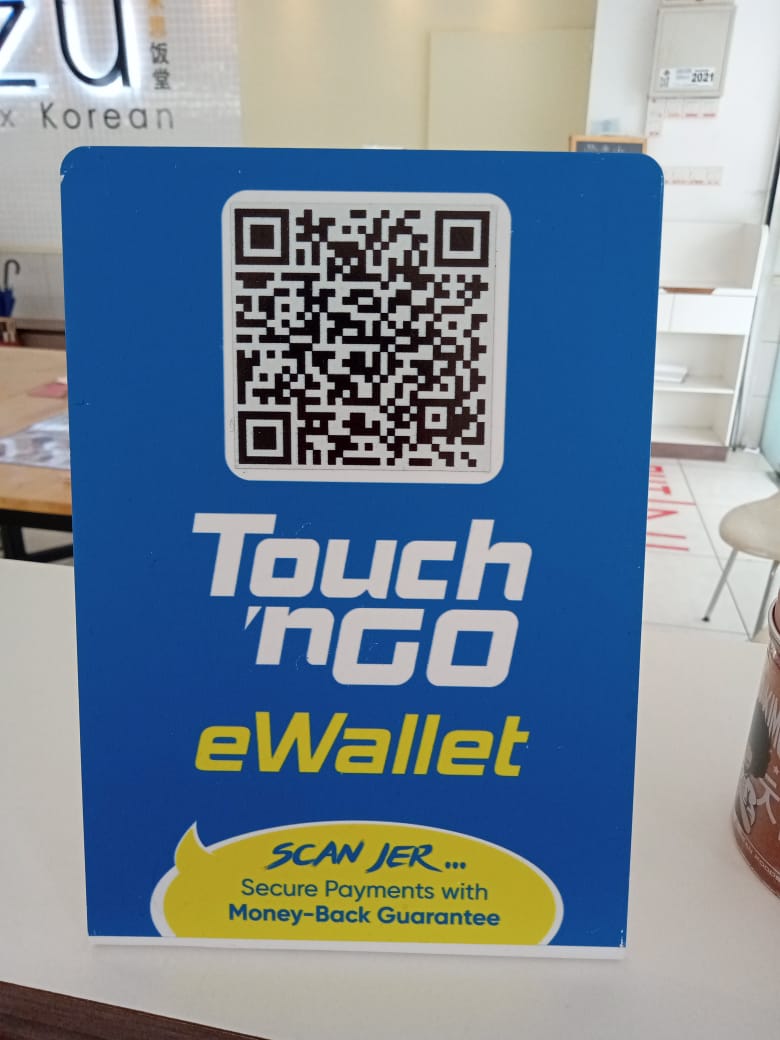 zu
饭堂
x Korean
2021
Touch
'nGO
eWallet
SCAN JER...
Secure Payments with
Money-Back Guarantee